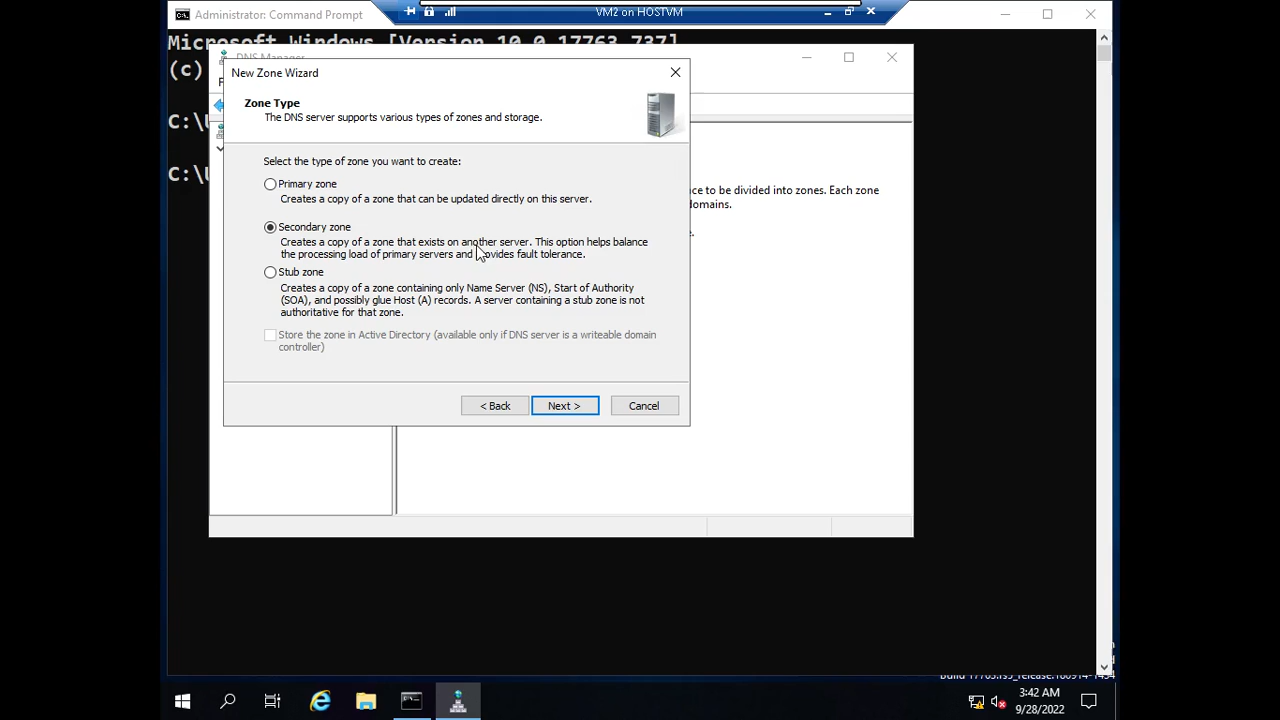 Administrator: Command Prompt
VM2 on HOSTVM
Microsoft Windows [Version 10.0.17763.737]
(c)
DNS Manager
New Zone Wizard
Zone Type
The DNS server supports various types of zones and storage.
C:\U
Select the type of zone you want to create:
Primary zone
Creates a copy of a zone that can be updated directly on this server.
C:\U
to be divided into zones. Each zone
domains.
Secondary zone
Creates a copy of a zone that exists on another server. This option helps balance
the processing load of primary servers and provides fault tolerance.
Stub zone
Creates a copy of a zone containing only Name Server (NS), Start of Authority
(SOA), and possibly glue Host (A) records. A server containing a stub zone is not
authoritative for that zone.
Store the zone in Active Directory (available only if DNS server is a writeable domain
controller)
< Back
Next >
Cancel
3:42 AM
9/28/2022